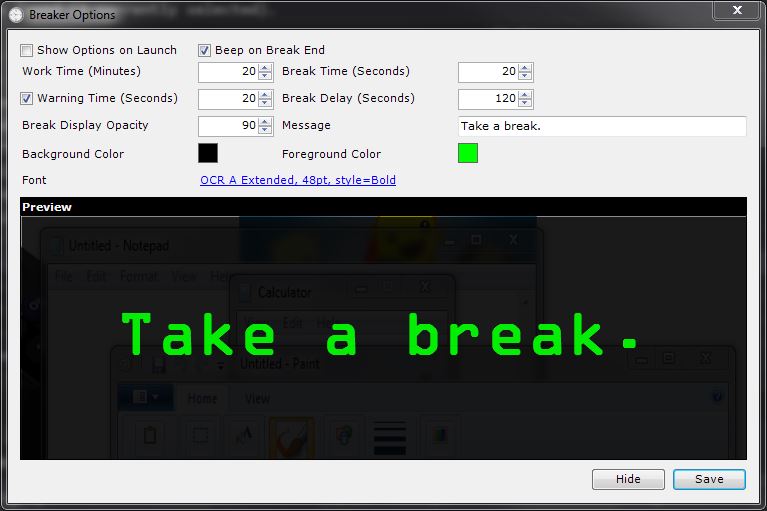 Breaker Options
Show Options on Launch
Beep on Break End
Work Time (Minutes)
20
Break Time (Seconds)
20
Warning Time (Seconds)
20
Break Delay (Seconds)
120
Break Display Opacity
90
Message
Take a break.
Background Color
Foreground Color
Font
OCR A Extended, 48pt, style=Bold
Preview
Untitled - Notepad
File Edit Format View
Calculator
View Edit Help
Take a break.
Untitled - Paint
Home View
Hide
Save